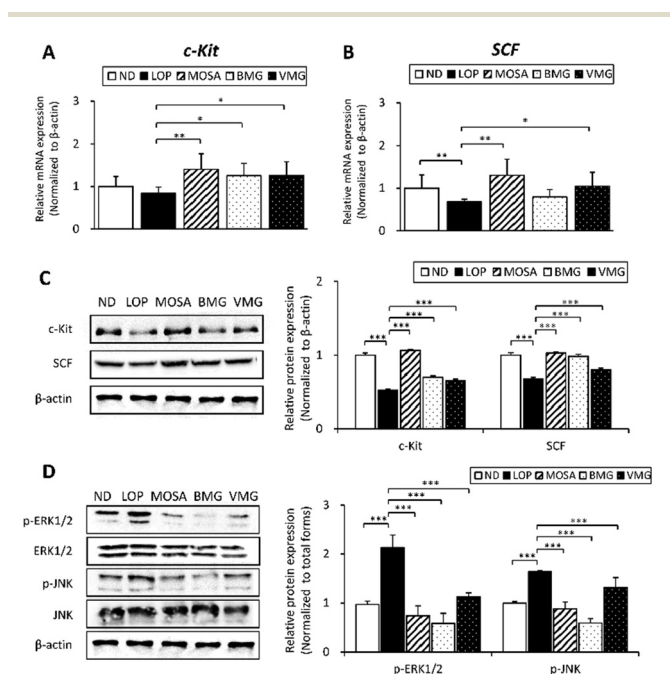 A
c-Kit
ND LOP MOSA BMG VMG
Relative mRNA expression
(Normalized to β-actin)
3
2
1
0
*
*
**
B
SCF
ND LOP MOSA BMG VMG
Relative mRNA expression
(Normalized to β-actin)
3
2
1
0
*
**
**
C
ND LOP MOSA BMG VMG
c-Kit
SCF
β-actin
ND LOP MOSA BMG VMG
Relative protein expression
(Normalized to β-actin)
2
1
0
***
***
*** ***
***
***
*** ***
c-Kit
SCF
D
ND LOP MOSA BMG VMG
p-ERK1/2
ERK1/2
p-JNK
JNK
β-actin
ND LOP MOSA BMG VMG
Relative protein expression
(Normalized to total forms)
3
2
1
0
***
***
*** ***
***
***
*** ***
p-ERK1/2
p-JNK